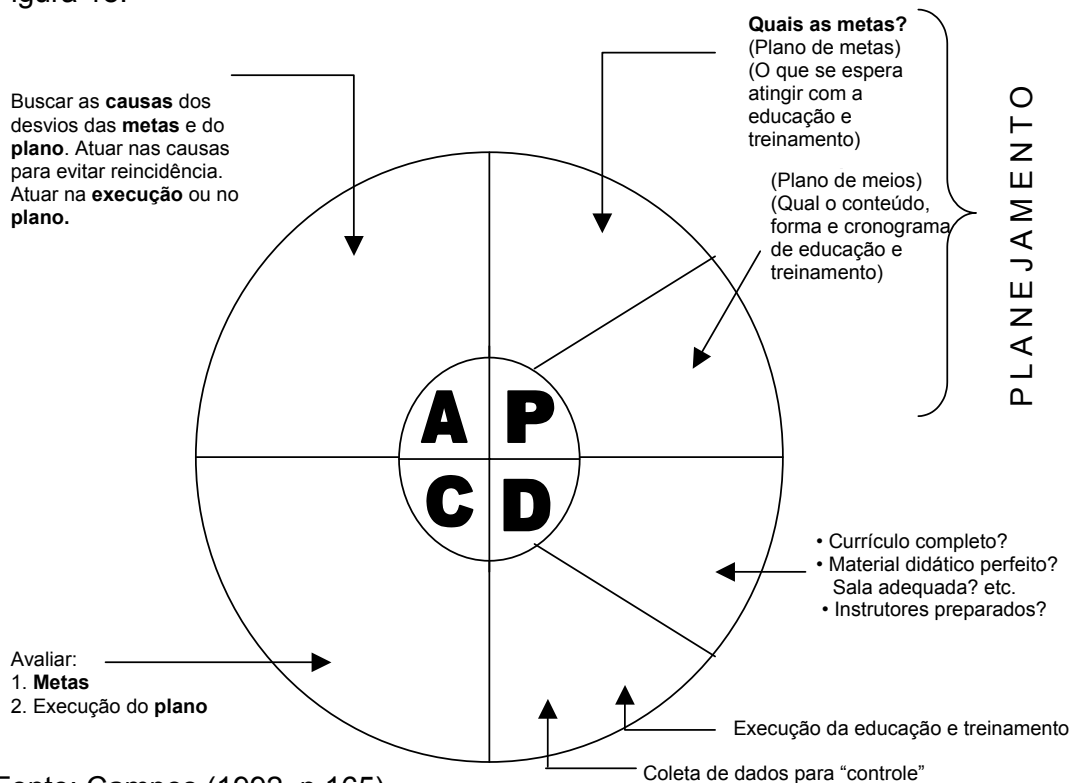 Quais as metas?
(Plano de metas)
(O que se espera
atingir com a
educação e
treinamento)
(Plano de meios)
(Qual o conteúdo,
forma e cronograma
de educação e
treinamento)
PLANEJAMENTO
Buscar as causas dos
desvios das metas e do
plano. Atuar nas causas
para evitar reincidência.
Atuar na execução ou no
plano.
A P
C D
• Currículo completo?
• Material didático perfeito?
Sala adequada? etc.
• Instrutores preparados?
Avaliar:
1. Metas
2. Execução do plano
Execução da educação e treinamento
Coleta de dados para “controle”